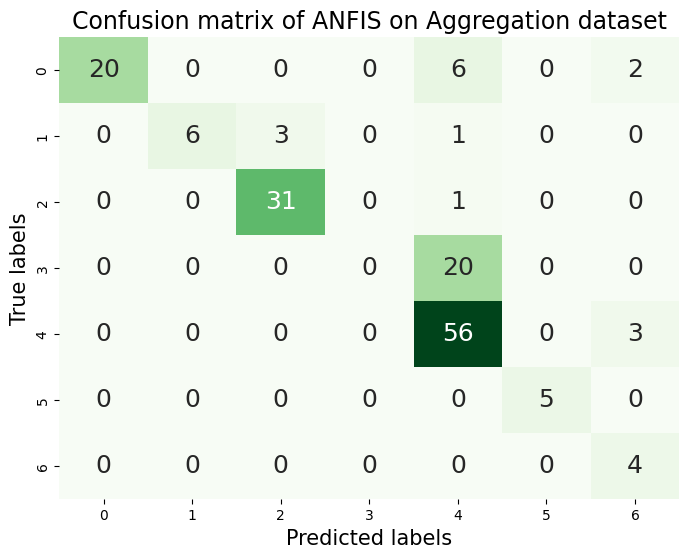 Confusion matrix of ANFIS on Aggregation dataset
True labels
0 20 0 0 0 6 0 2
1 0 6 3 0 1 0 0
2 0 0 31 0 1 0 0
3 0 0 0 0 20 0 0
4 0 0 0 0 56 0 3
5 0 0 0 0 0 5 0
6 0 0 0 0 0 0 4
0 1 2 3 4 5 6
Predicted labels